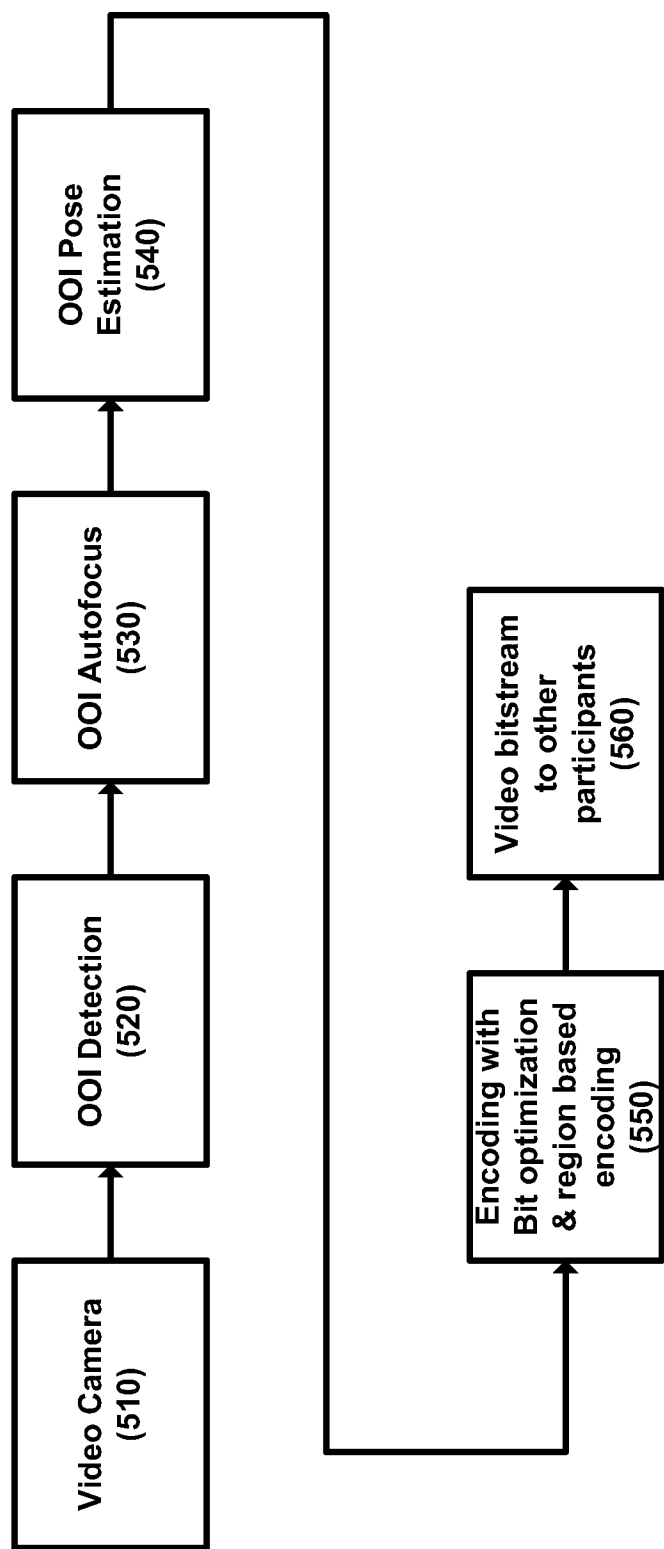 Video Camera
(510)
OOI Detection
(520)
OOI Autofocus
(530)
OOI Pose
Estimation
(540)
Encoding with
Bit optimization
& region based
encoding
(550)
Video bitstream
to other
participants
(560)